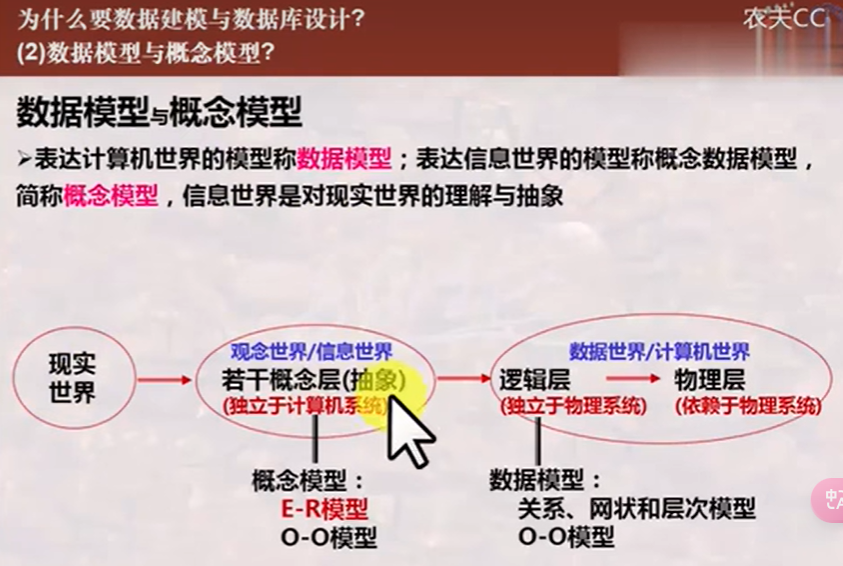 为什么要数据建模与数据库设计?
农夫CC
(2)数据模型与概念模型?
数据模型与概念模型
➢表达计算机世界的模型称数据模型；表达信息世界的模型称概念数据模型，
简称概念模型，信息世界是对现实世界的理解与抽象
现实
世界
观念世界/信息世界
若干概念层(抽象)
(独立于计算机系统)
数据世界/计算机世界
逻辑层
物理层
(独立于物理系统)
(依赖于物理系统)
概念模型：
E-R模型
O-O模型
数据模型：
关系、网状和层次模型
O-O模型